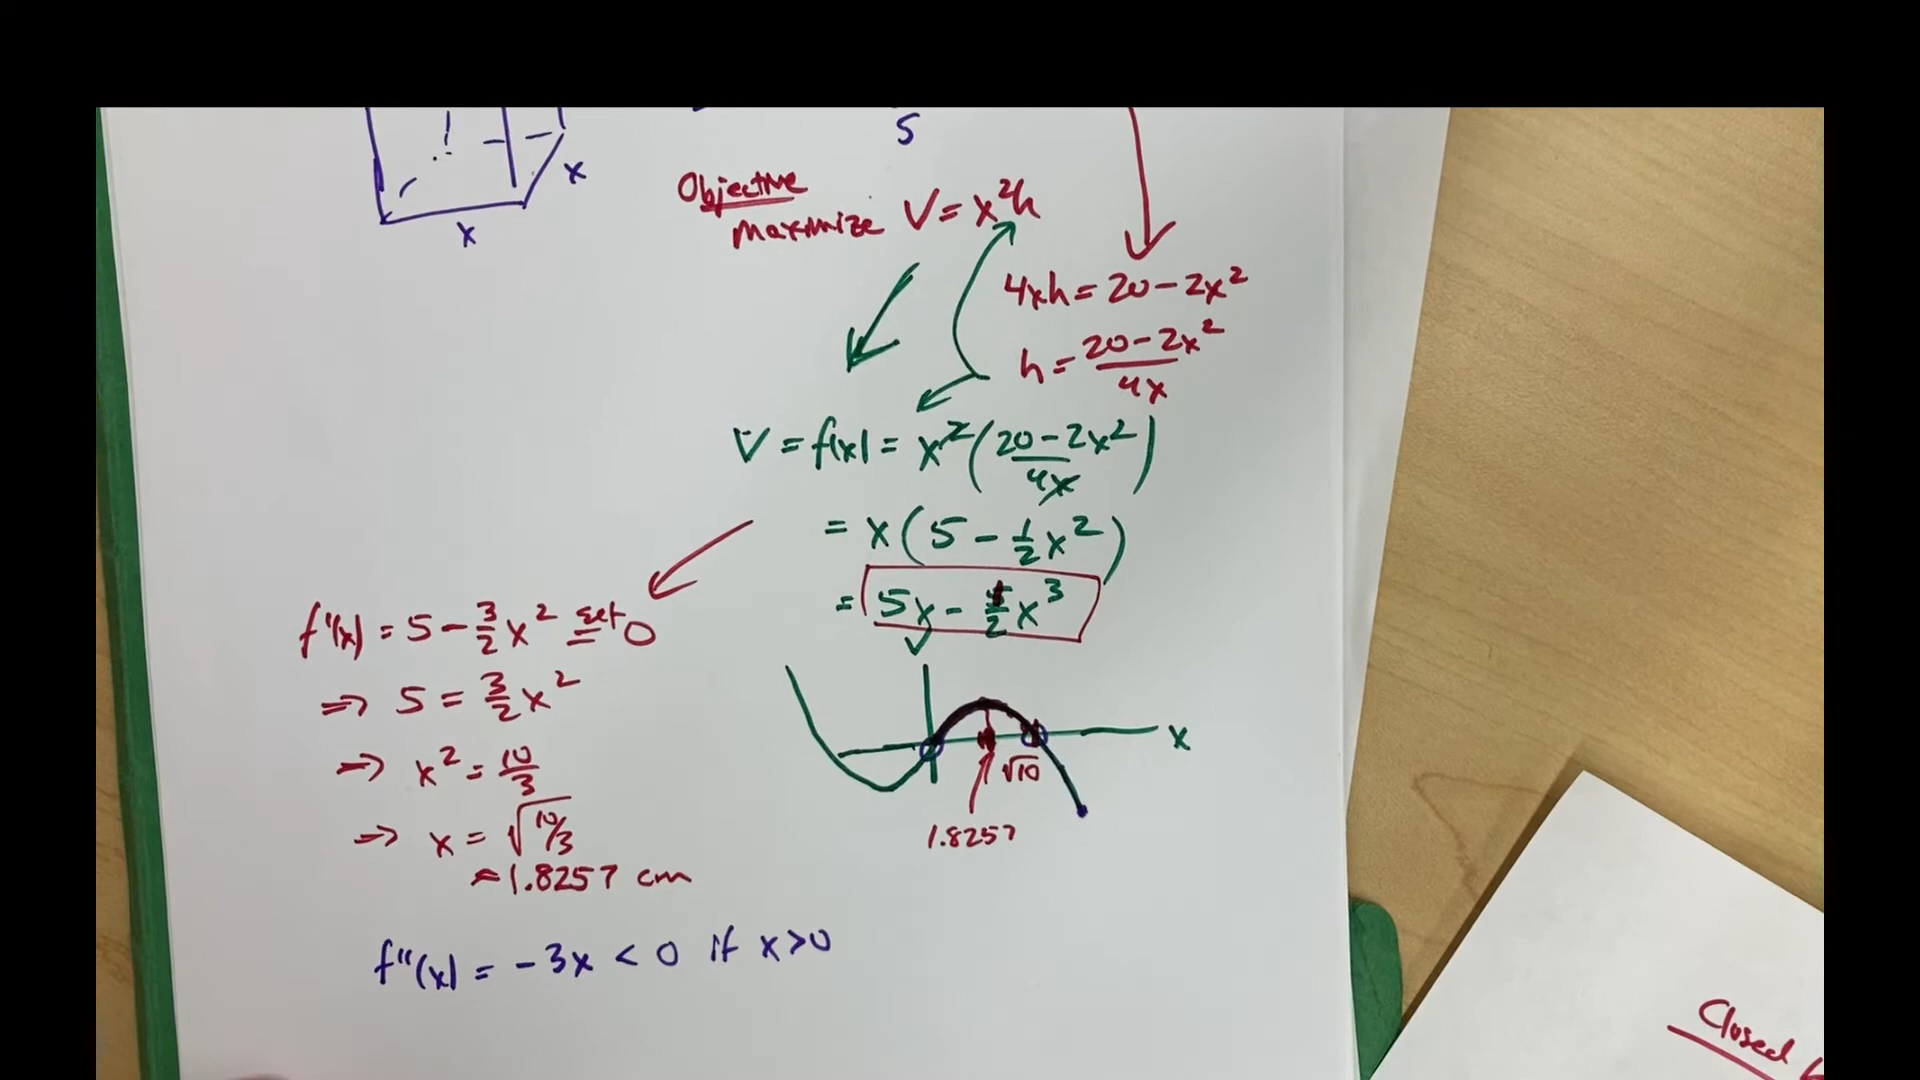 5
x
x
Objective
maximize V = x²h
4xh = 20 - 2x²
h = (20 - 2x²)/4x
V = f(x) = x² ((20 - 2x²)/4x)
= x (5 - ½x²)
= 5x - ½x³
f'(x) = 5 - 3/2 x² set= 0
⇒ 5 = 3/2 x²
⇒ x² = 10/3
⇒ x = √(10/3)
≈ 1.8257 cm
f''(x) = -3x < 0 if x>0
V
x
√10
1.8257
Closed